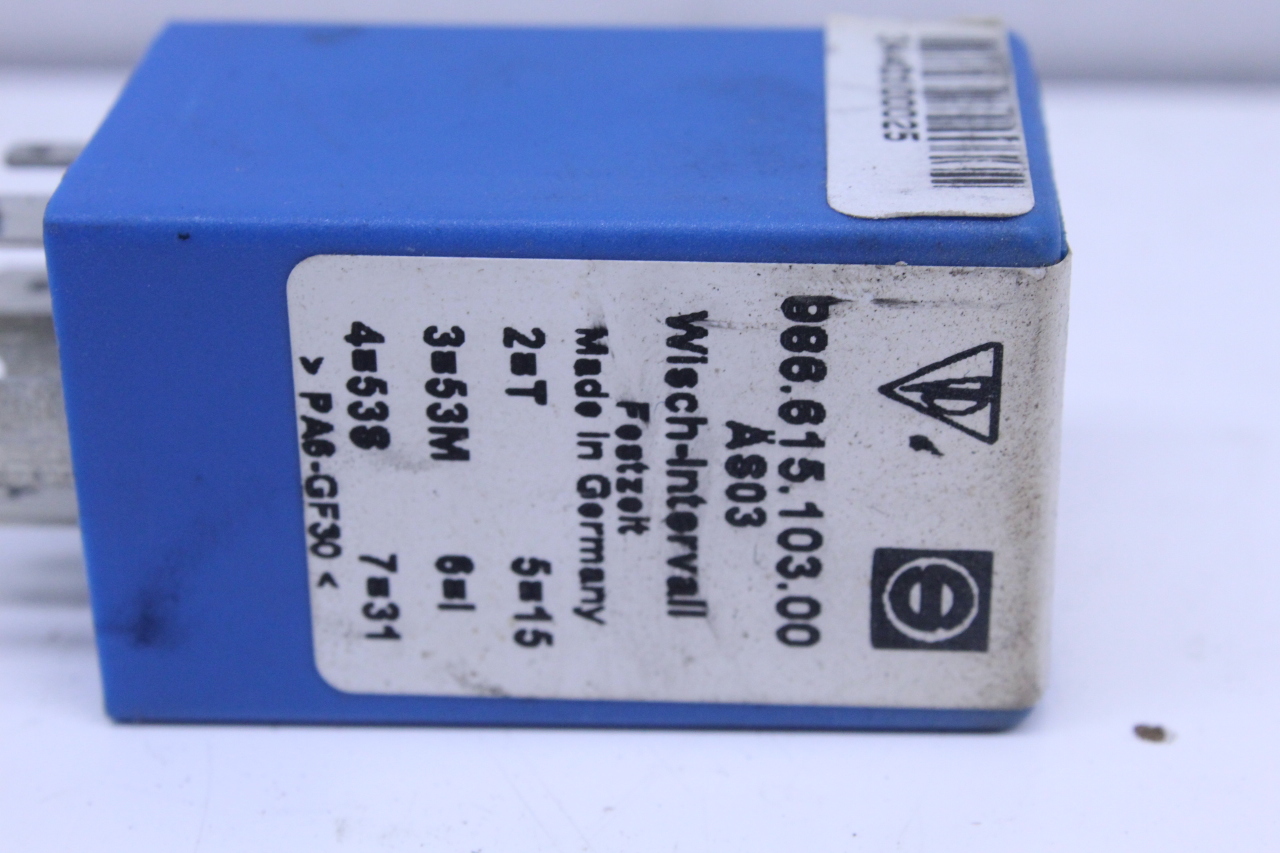 986.615.103.00
ÄS03
Wisch-Intervall
Festzeit
Made in Germany
2=T 5=15
3=53M 6=I
4=53S 7=31
> PA6-GF30 <